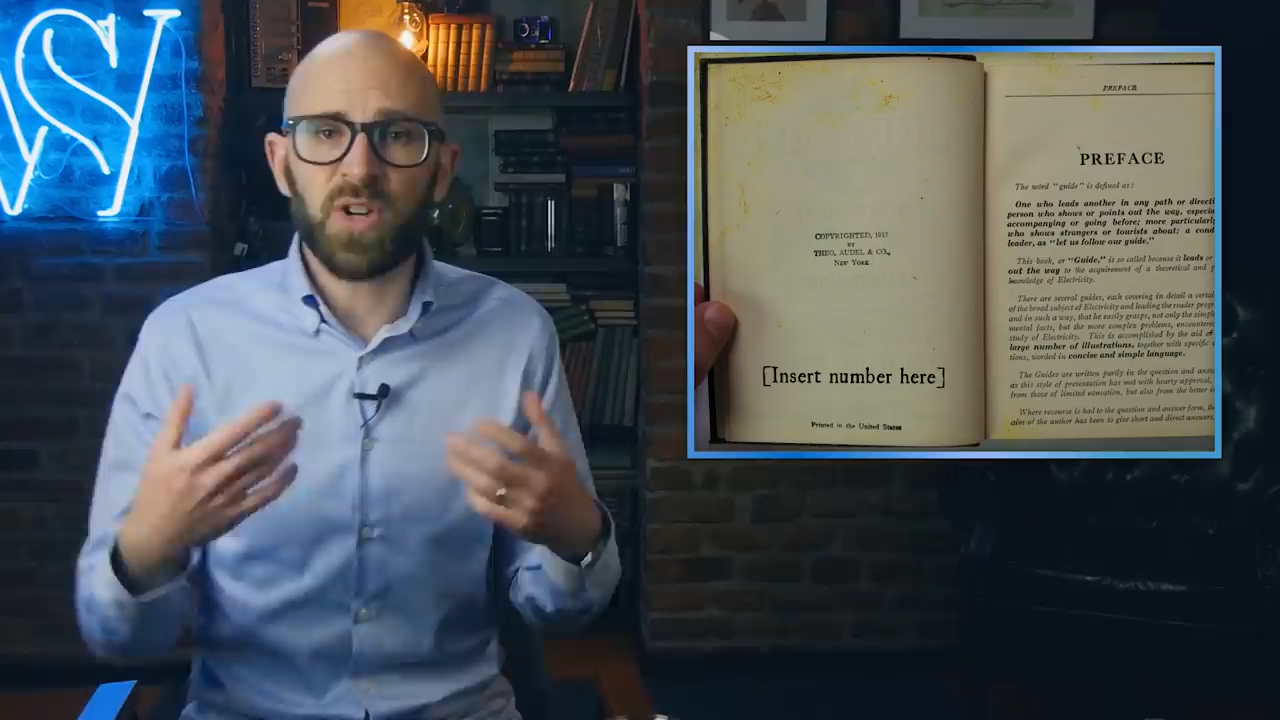 WS
COPYRIGHTED, 1917
BY
THEO. AUDEL & CO.,
NEW YORK
[Insert number here]
Printed in the United States
PREFACE
PREFACE
The word "guide" is defined as:
One who leads another in any path or directi
person who shows or points out the way, especia
accompanying or going before; more particularly
who shows strangers or tourists about; a cond
leader, as "let us follow our guide."
This book, or "Guide," is so called because it leads or
out the way to the acquirement of a theoretical and p
knowledge of Electricity.
There are several guides, each covering in detail a certai
of the broad subject of Electricity and leading the reader progr
and in such a way, that he easily grasps, not only the simpl
mental facts, but the more complex problems, encountere
study of Electricity. This is accomplished by the aid of
large number of illustrations, together with specific
tions, worded in concise and simple language.
The Guides are written partly in the question and answ
as this style of presentation has met with hearty approval,
from those of limited education, but also from the better i
Where recourse is had to the question and answer form, the
aim of the author has been to give short and direct answers